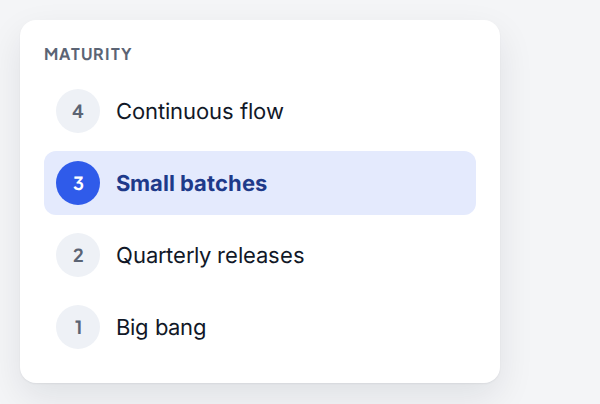 MATURITY
4 Continuous flow
3 Small batches
2 Quarterly releases
1 Big bang